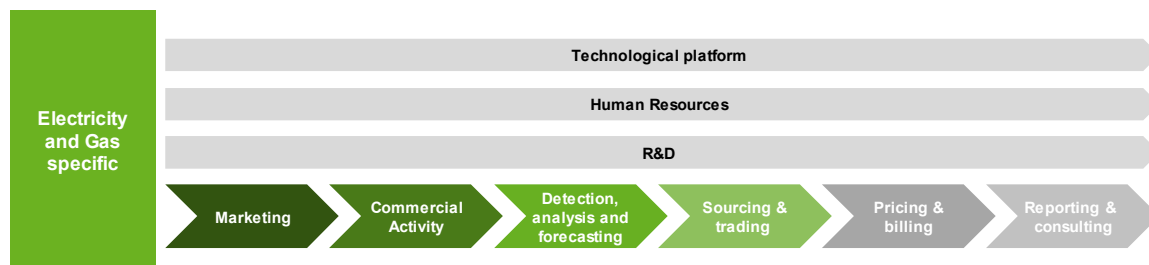 Electricity
and Gas
specific
Technological platform
Human Resources
R&D
Marketing
Commercial
Activity
Detection,
analysis and
forecasting
Sourcing &
trading
Pricing &
billing
Reporting &
consulting